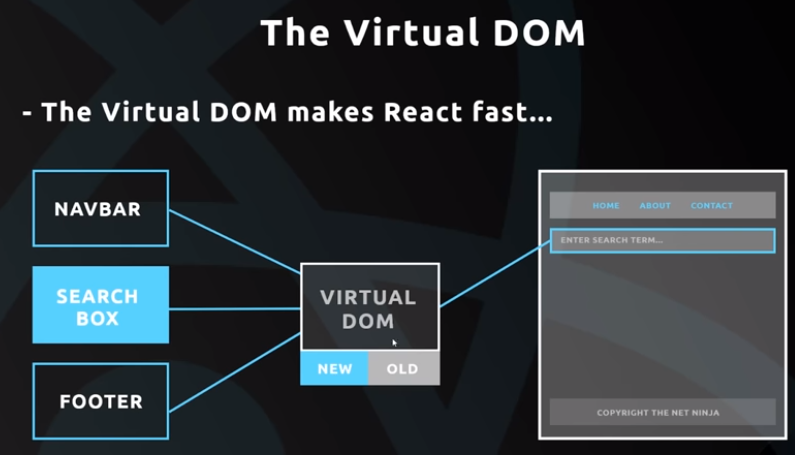 The Virtual DOM
- The Virtual DOM makes React fast...
NAVBAR
SEARCH
BOX
FOOTER
VIRTUAL
DOM
NEW OLD
HOME ABOUT CONTACT
ENTER SEARCH TERM...
COPYRIGHT THE NET NINJA